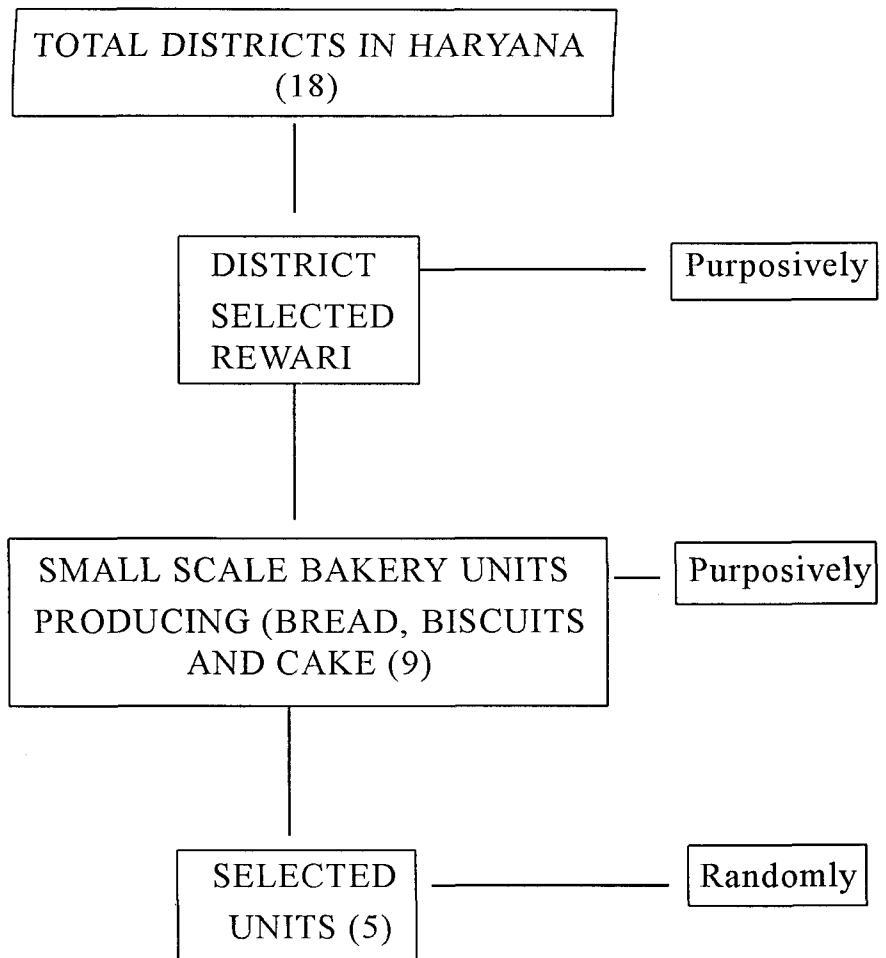 TOTAL DISTRICTS IN HARYANA
(18)
DISTRICT
SELECTED
REWARI
Purposively
SMALL SCALE BAKERY UNITS
PRODUCING (BREAD, BISCUITS
AND CAKE (9)
Purposively
SELECTED
UNITS (5)
Randomly